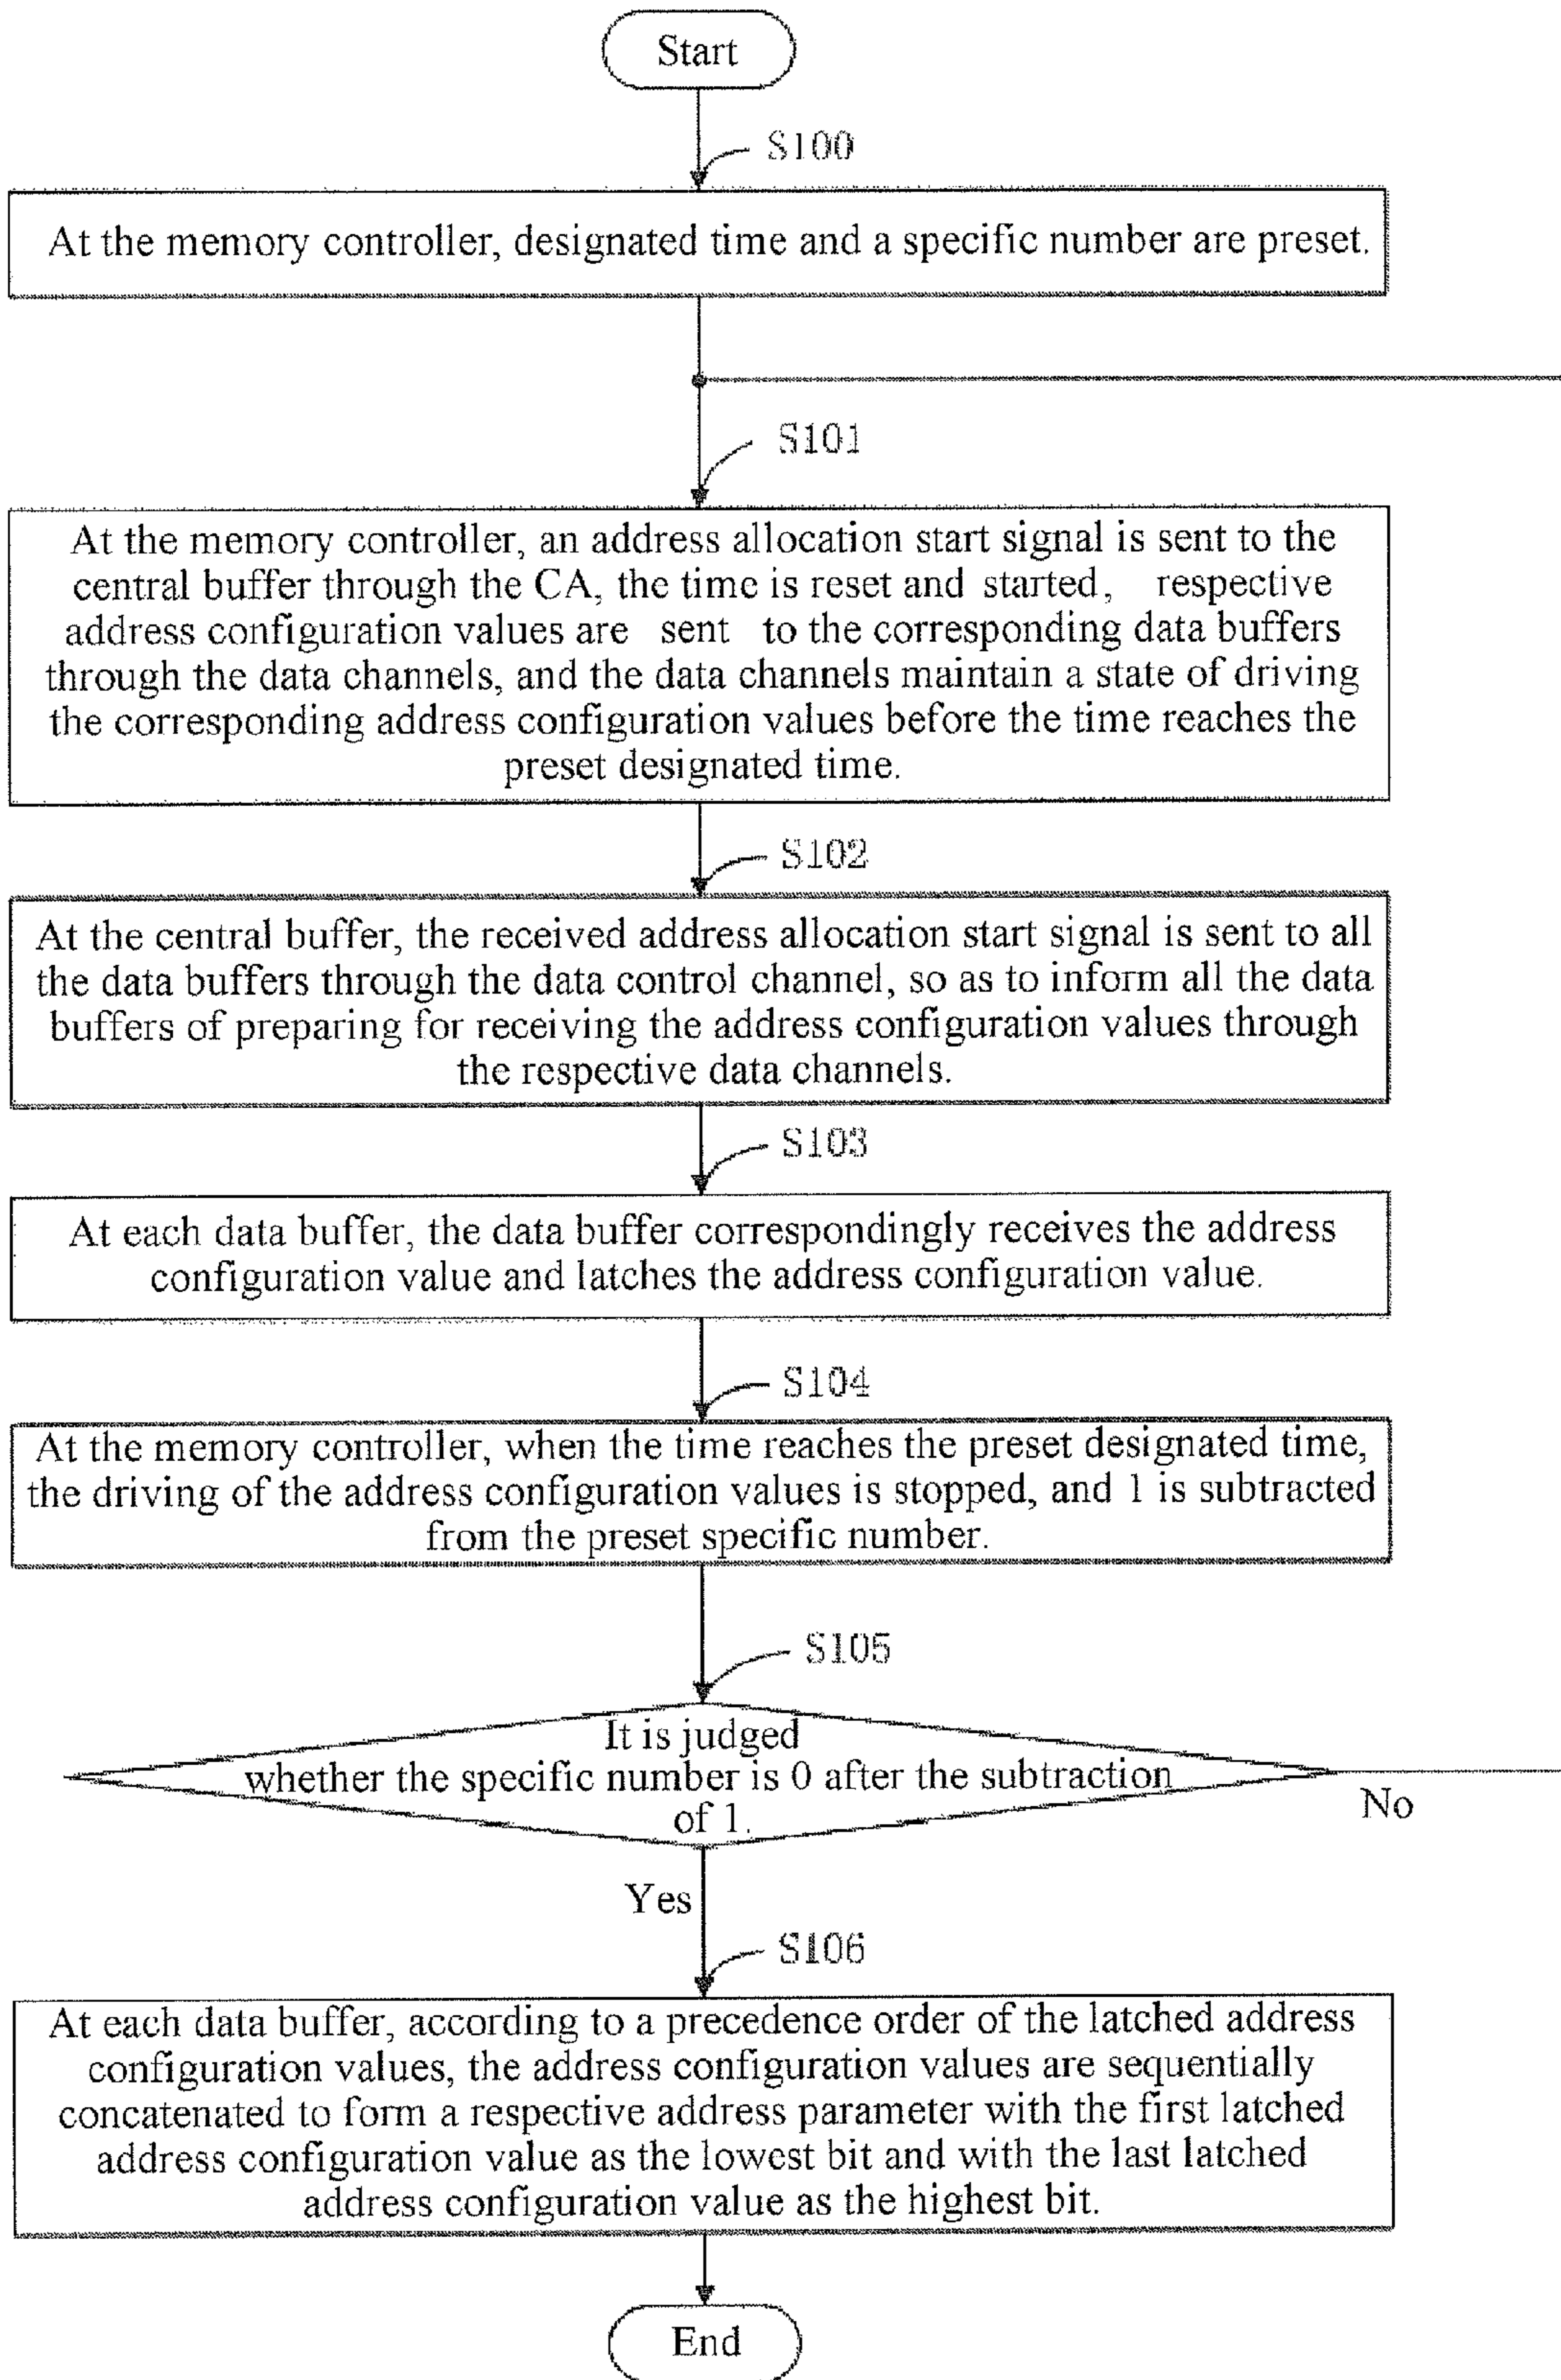 Start
S100
At the memory controller, designated time and a specific number are preset.
S101
At the memory controller, an address allocation start signal is sent to the
central buffer through the CA, the time is reset and started, respective
address configuration values are sent to the corresponding data buffers
through the data channels, and the data channels maintain a state of driving
the corresponding address configuration values before the time reaches the
preset designated time.
S102
At the central buffer, the received address allocation start signal is sent to all
the data buffers through the data control channel, so as to inform all the data
buffers of preparing for receiving the address configuration values through
the respective data channels.
S103
At each data buffer, the data buffer correspondingly receives the address
configuration value and latches the address configuration value.
S104
At the memory controller, when the time reaches the preset designated time,
the driving of the address configuration values is stopped, and 1 is subtracted
from the preset specific number.
S105
It is judged
whether the specific number is 0 after the subtraction
of 1.
No
Yes
S106
At each data buffer, according to a precedence order of the latched address
configuration values, the address configuration values are sequentially
concatenated to form a respective address parameter with the first latched
address configuration value as the lowest bit and with the last latched
address configuration value as the highest bit.
End